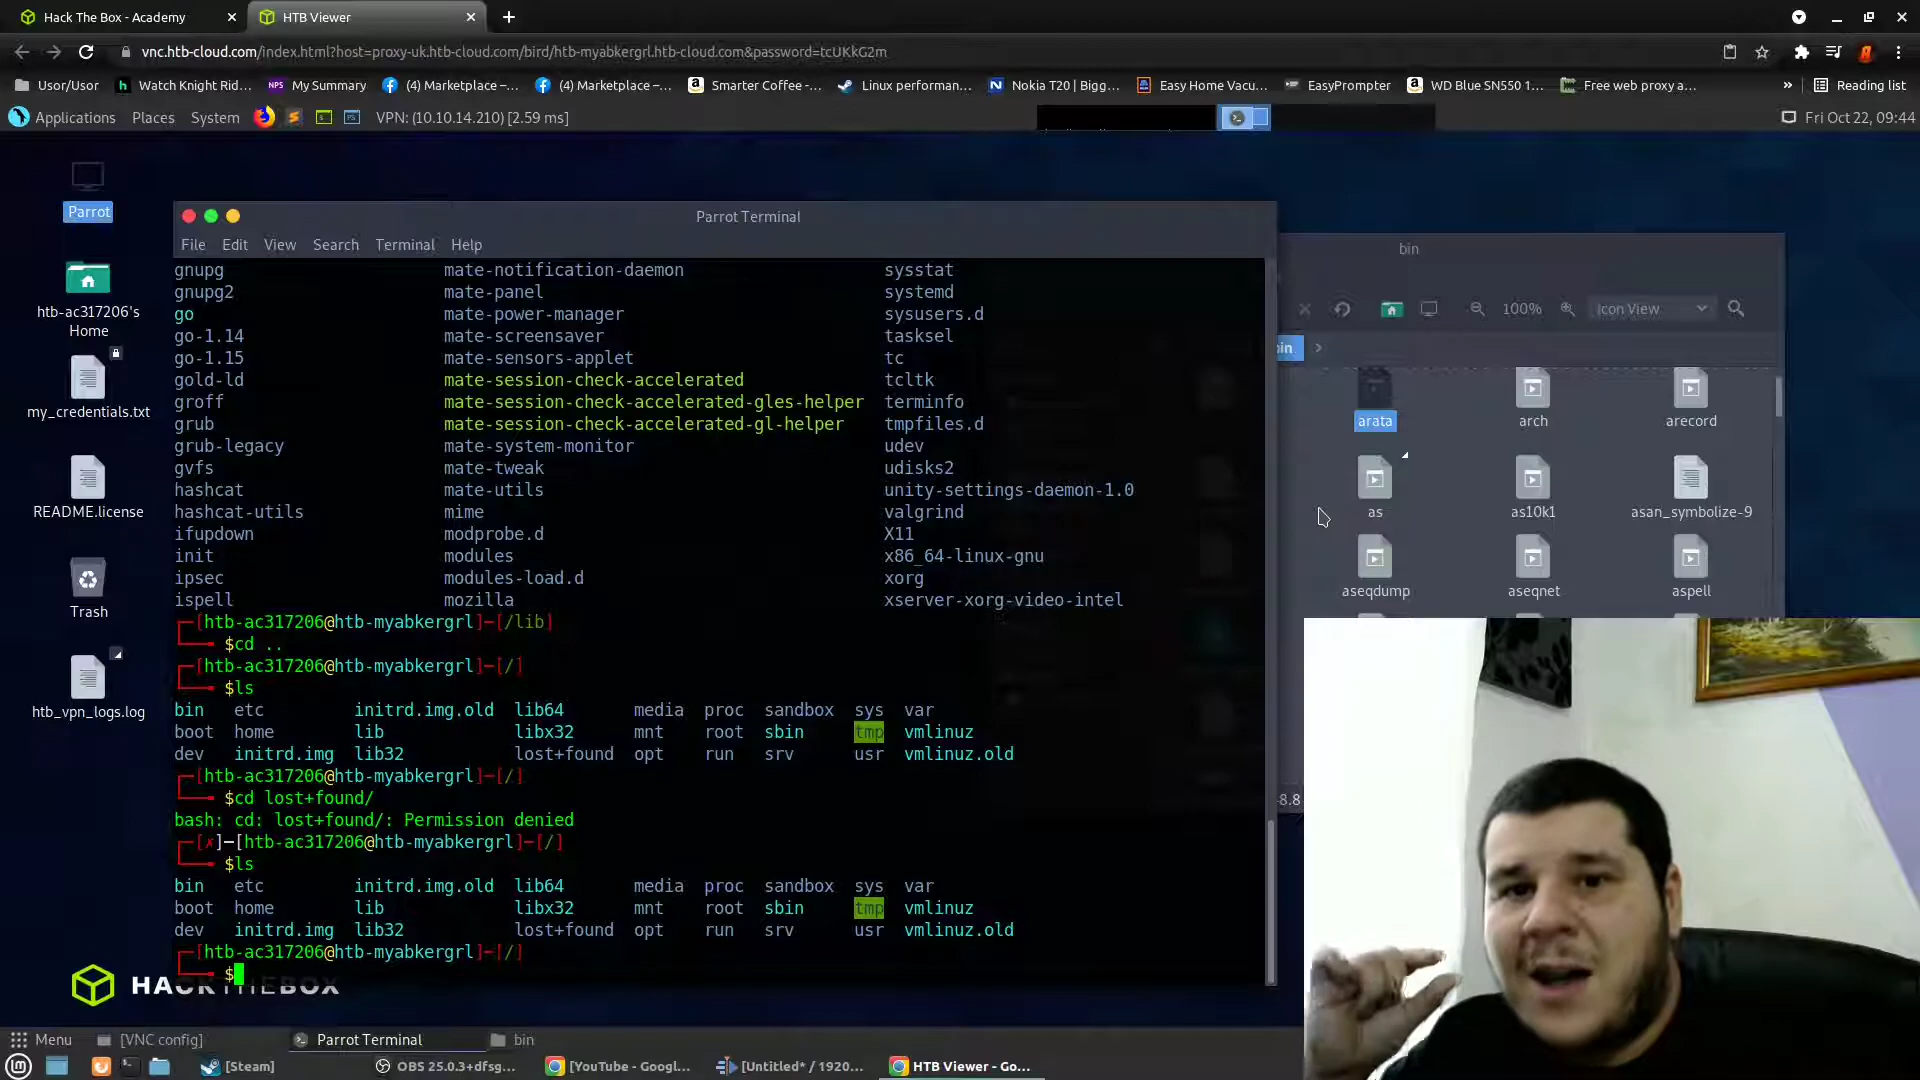 Hack The Box - Academy
HTB Viewer
vnc.htb-cloud.com/index.html?host=proxy-uk.htb-cloud.com/bird/htb-myabkergrl.htb-cloud.com&password=tcUKkG2m
Usor/Usor
Watch Knight Rid...
NPS My Summary
(4) Marketplace –...
(4) Marketplace –...
Smarter Coffee -...
Linux performan...
Nokia T20 | Bigg...
Easy Home Vacu...
EasyPrompter
WD Blue SN550 1...
Free web proxy a...
»
Reading list
Applications Places System
VPN: (10.10.14.210) [2.59 ms]
Fri Oct 22, 09:44
Parrot
htb-ac317206's
Home
my_credentials.txt
README.license
Trash
htb_vpn_logs.log
HACKTHEBOX
Parrot Terminal
File Edit View Search Terminal Help
gnupg mate-notification-daemon sysstat
gnupg2 mate-panel systemd
go mate-power-manager sysusers.d
go-1.14 mate-screensaver tasksel
go-1.15 mate-sensors-applet tc
gold-ld mate-session-check-accelerated tcltk
groff mate-session-check-accelerated-gles-helper terminfo
grub mate-session-check-accelerated-gl-helper tmpfiles.d
grub-legacy mate-system-monitor udev
gvfs mate-tweak udisks2
hashcat mate-utils unity-settings-daemon-1.0
hashcat-utils mime valgrind
ifupdown modprobe.d X11
init modules x86_64-linux-gnu
ipsec modules-load.d xorg
ispell mozilla xserver-xorg-video-intel
[htb-ac317206@htb-myabkergrl]─[/lib]
$cd ..
[htb-ac317206@htb-myabkergrl]─[/]
$ls
bin etc initrd.img.old lib64 media proc sandbox sys var
boot home lib libx32 mnt root sbin tmp vmlinuz
dev initrd.img lib32 lost+found opt run srv usr vmlinuz.old
[htb-ac317206@htb-myabkergrl]─[/]
$cd lost+found/
bash: cd: lost+found/: Permission denied
[✗]─[htb-ac317206@htb-myabkergrl]─[/]
$ls
bin etc initrd.img.old lib64 media proc sandbox sys var
boot home lib libx32 mnt root sbin tmp vmlinuz
dev initrd.img lib32 lost+found opt run srv usr vmlinuz.old
[htb-ac317206@htb-myabkergrl]─[/]
$
bin
100%
Icon View
bin
arata arch arecord
as as10k1 asan_symbolize-9
aseqdump aseqnet aspell
8.8
Menu [VNC config] Parrot Terminal bin
[Steam]
OBS 25.0.3+dfsg...
[YouTube - Googl...
[Untitled* / 1920...
HTB Viewer - Go...